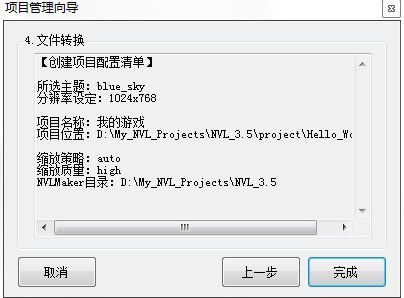 项目管理向导
4.文件转换
【创建项目配置清单】
所选主题: blue_sky
分辨率设定: 1024x768
项目名称: 我的游戏
项目位置: D:\My_NVL_Projects\NVL_3.5\project\Hello_Wo
缩放策略: auto
缩放质量: high
NVLMaker目录: D:\My_NVL_Projects\NVL_3.5
取消
上一步
完成